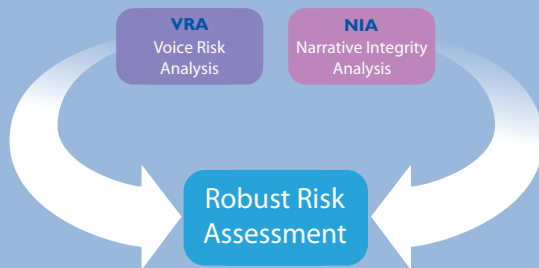 VRA
Voice Risk
Analysis
NIA
Narrative Integrity
Analysis
Robust Risk
Assessment